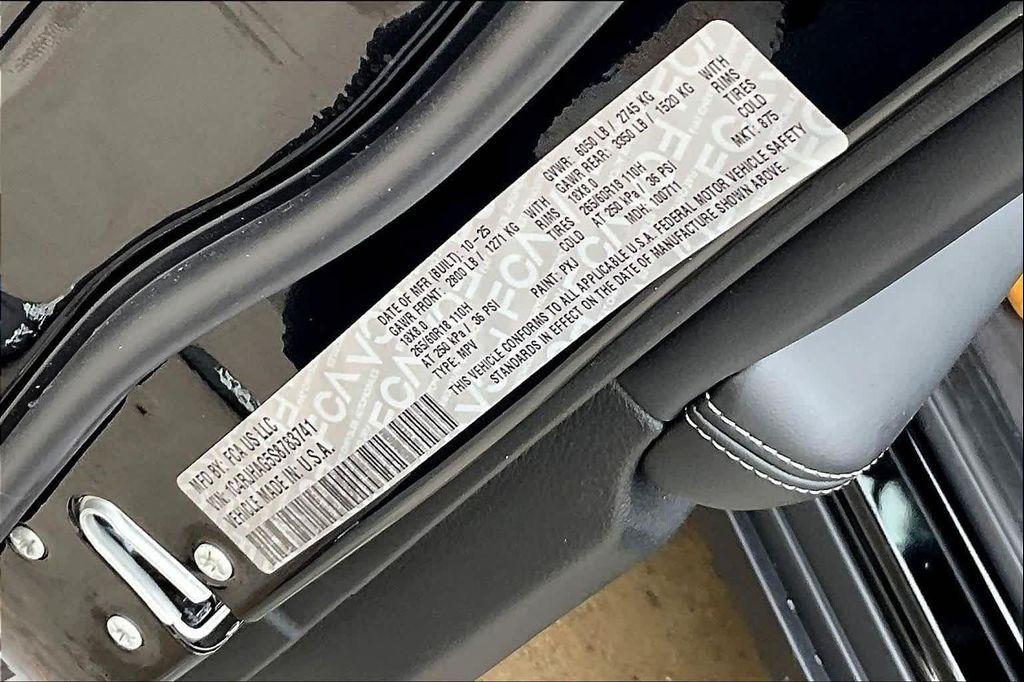 MFD BY: FCA US LLC
DATE OF MFR (BUILT): 10-25
GVWR: 6050 LB / 2745 KG
GAWR FRONT: 2800 LB / 1271 KG WITH
GAWR REAR: 3350 LB / 1520 KG WITH
18X8.0 RIMS
18X8.0 RIMS
265/60R18 110H TIRES
265/60R18 110H TIRES
AT 250 kPa / 36 PSI COLD
AT 250 kPa / 36 PSI COLD
VIN: 1C4RJHAG5S8763741
TYPE: MPV
PAINT: PXJ
MDH: 100711
MKT: 875
VEHICLE MADE IN: U.S.A.
THIS VEHICLE CONFORMS TO ALL APPLICABLE U.S.A. FEDERAL MOTOR VEHICLE SAFETY
STANDARDS IN EFFECT ON THE DATE OF MANUFACTURE SHOWN ABOVE.
FCA